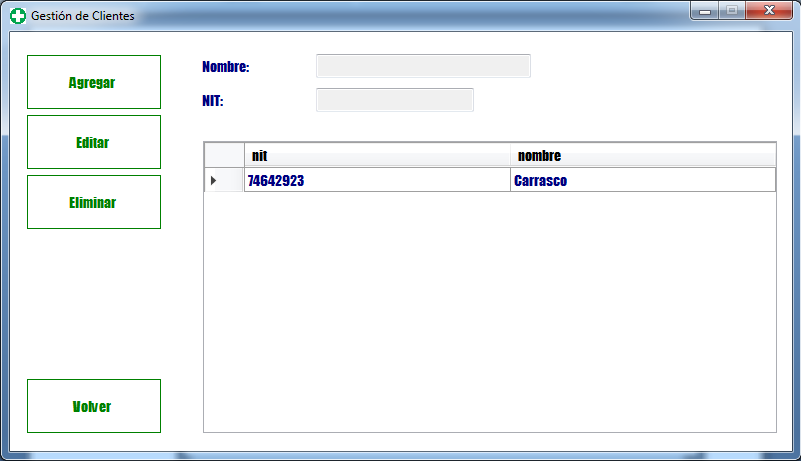 Gestión de Clientes
Agregar
Editar
Eliminar
Volver
Nombre:
NIT:
nit nombre
74642923 Carrasco